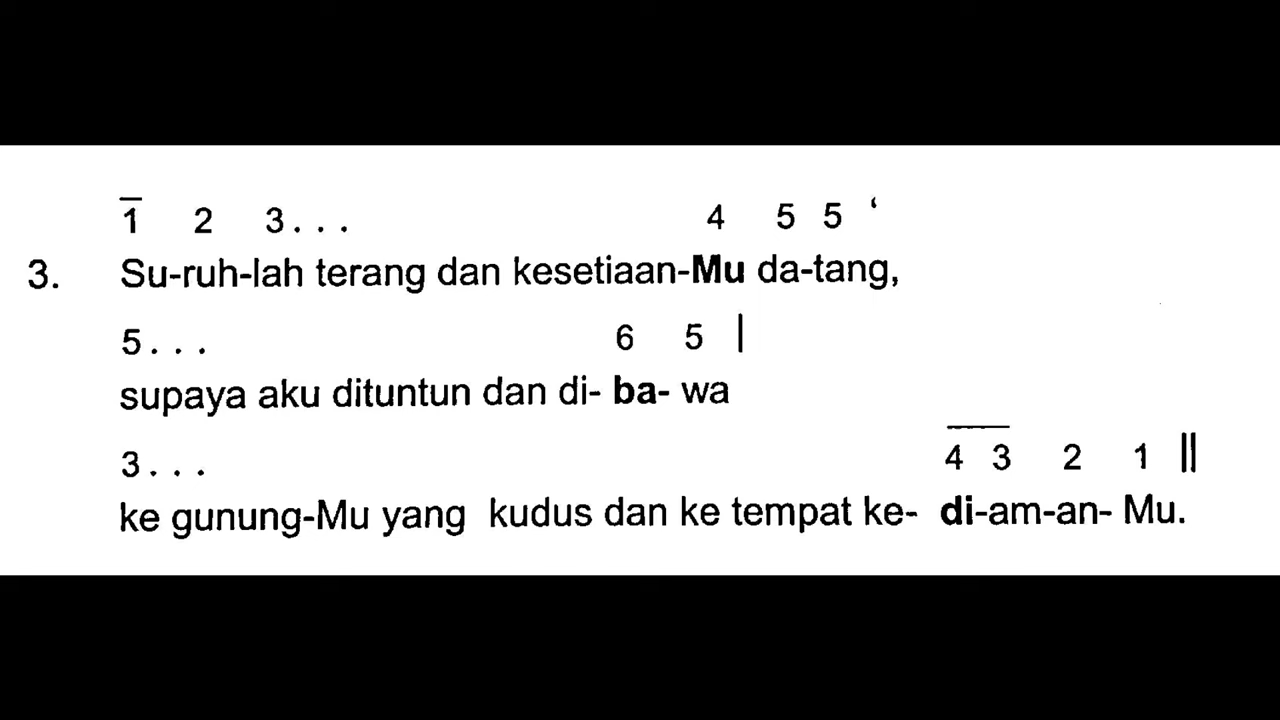 1 2 3... 4 5 5 ‘
3. Su-ruh-lah terang dan kesetiaan-Mu da-tang,
5... 6 5 |
supaya aku dituntun dan di- ba- wa
3... 4 3 2 1 ||
ke gunung-Mu yang kudus dan ke tempat ke- di-am-an- Mu.